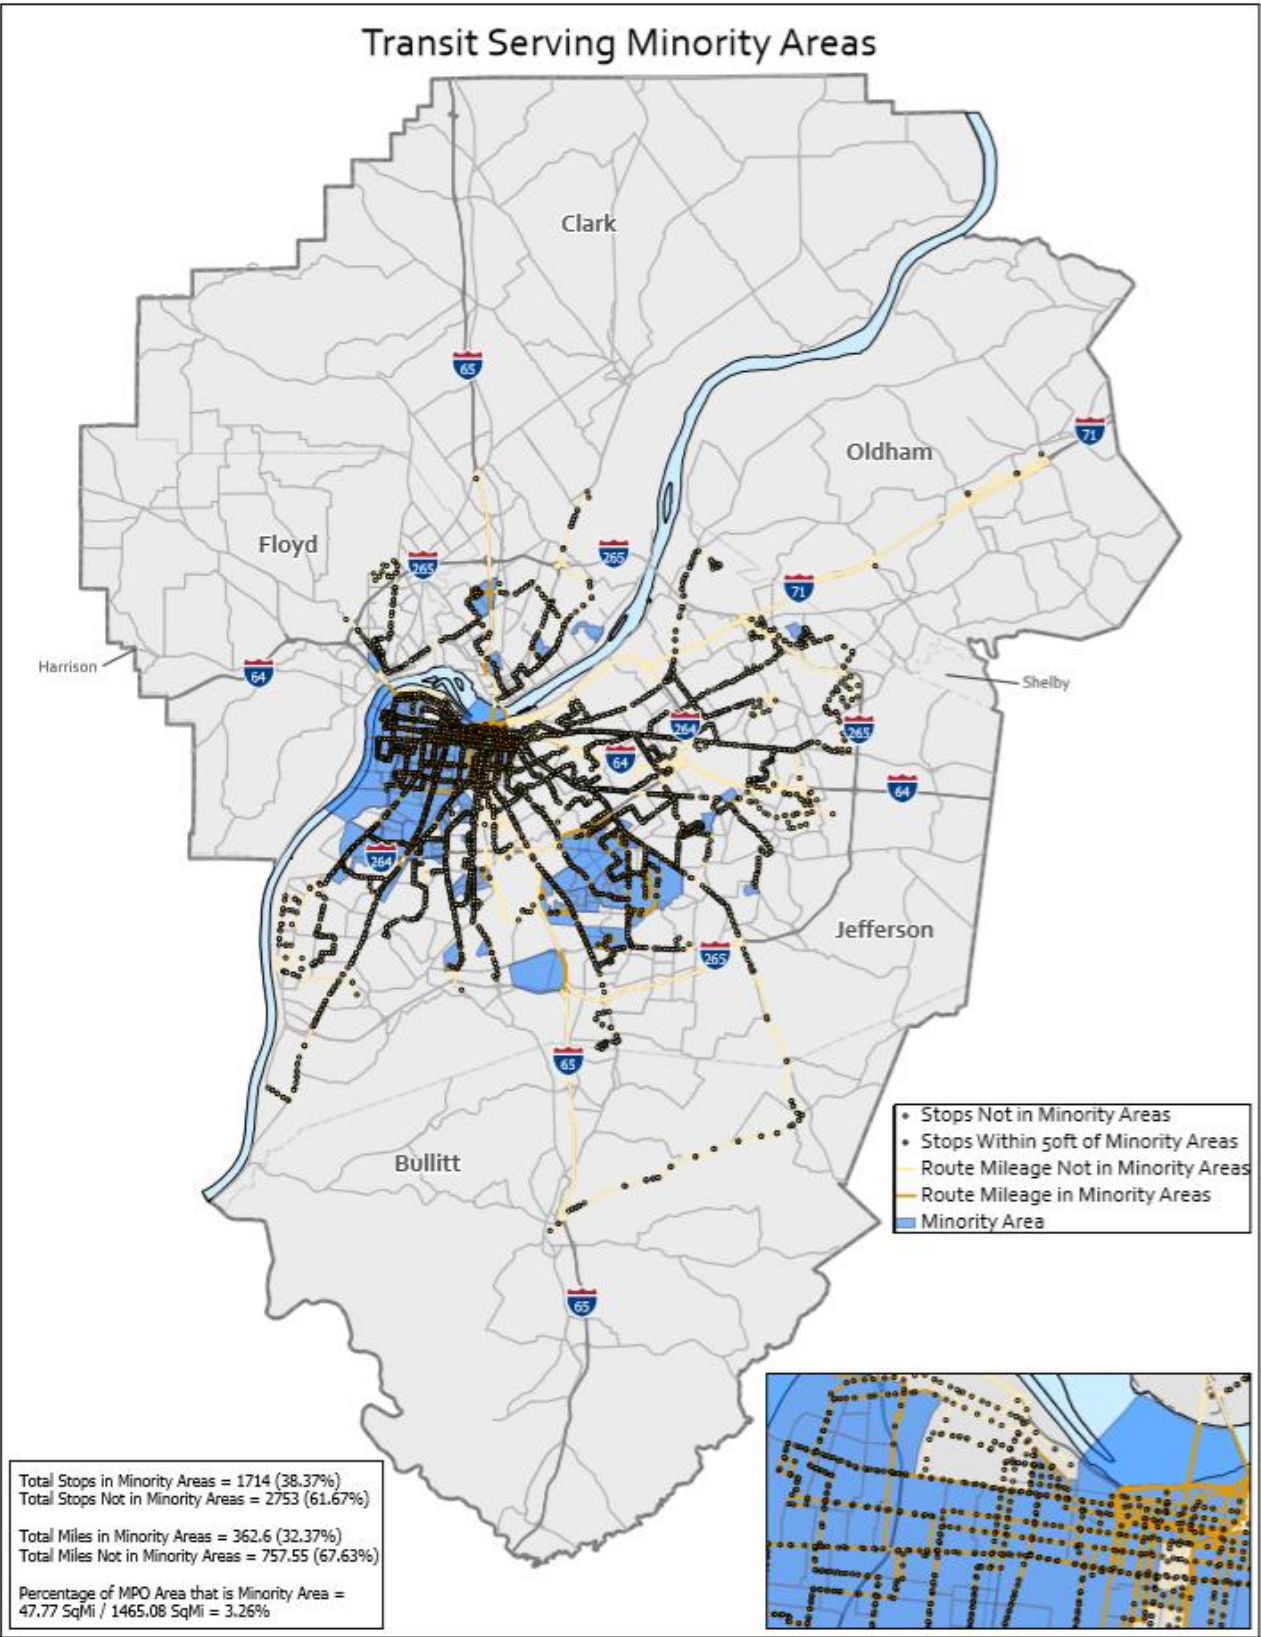 Transit Serving Minority Areas
Clark
65
71
Oldham
Floyd
265
265
71
Harrison
64
Shelby
264
265
64
64
264
Jefferson
265
65
Stops Not in Minority Areas
Stops Within 50ft of Minority Areas
Route Mileage Not in Minority Areas
Route Mileage in Minority Areas
Minority Area
Bullitt
65
Total Stops in Minority Areas = 1714 (38.37%)
Total Stops Not in Minority Areas = 2753 (61.67%)
Total Miles in Minority Areas = 362.6 (32.37%)
Total Miles Not in Minority Areas = 757.55 (67.63%)
Percentage of MPO Area that is Minority Area =
47.77 SqMi / 1465.08 SqMi = 3.26%